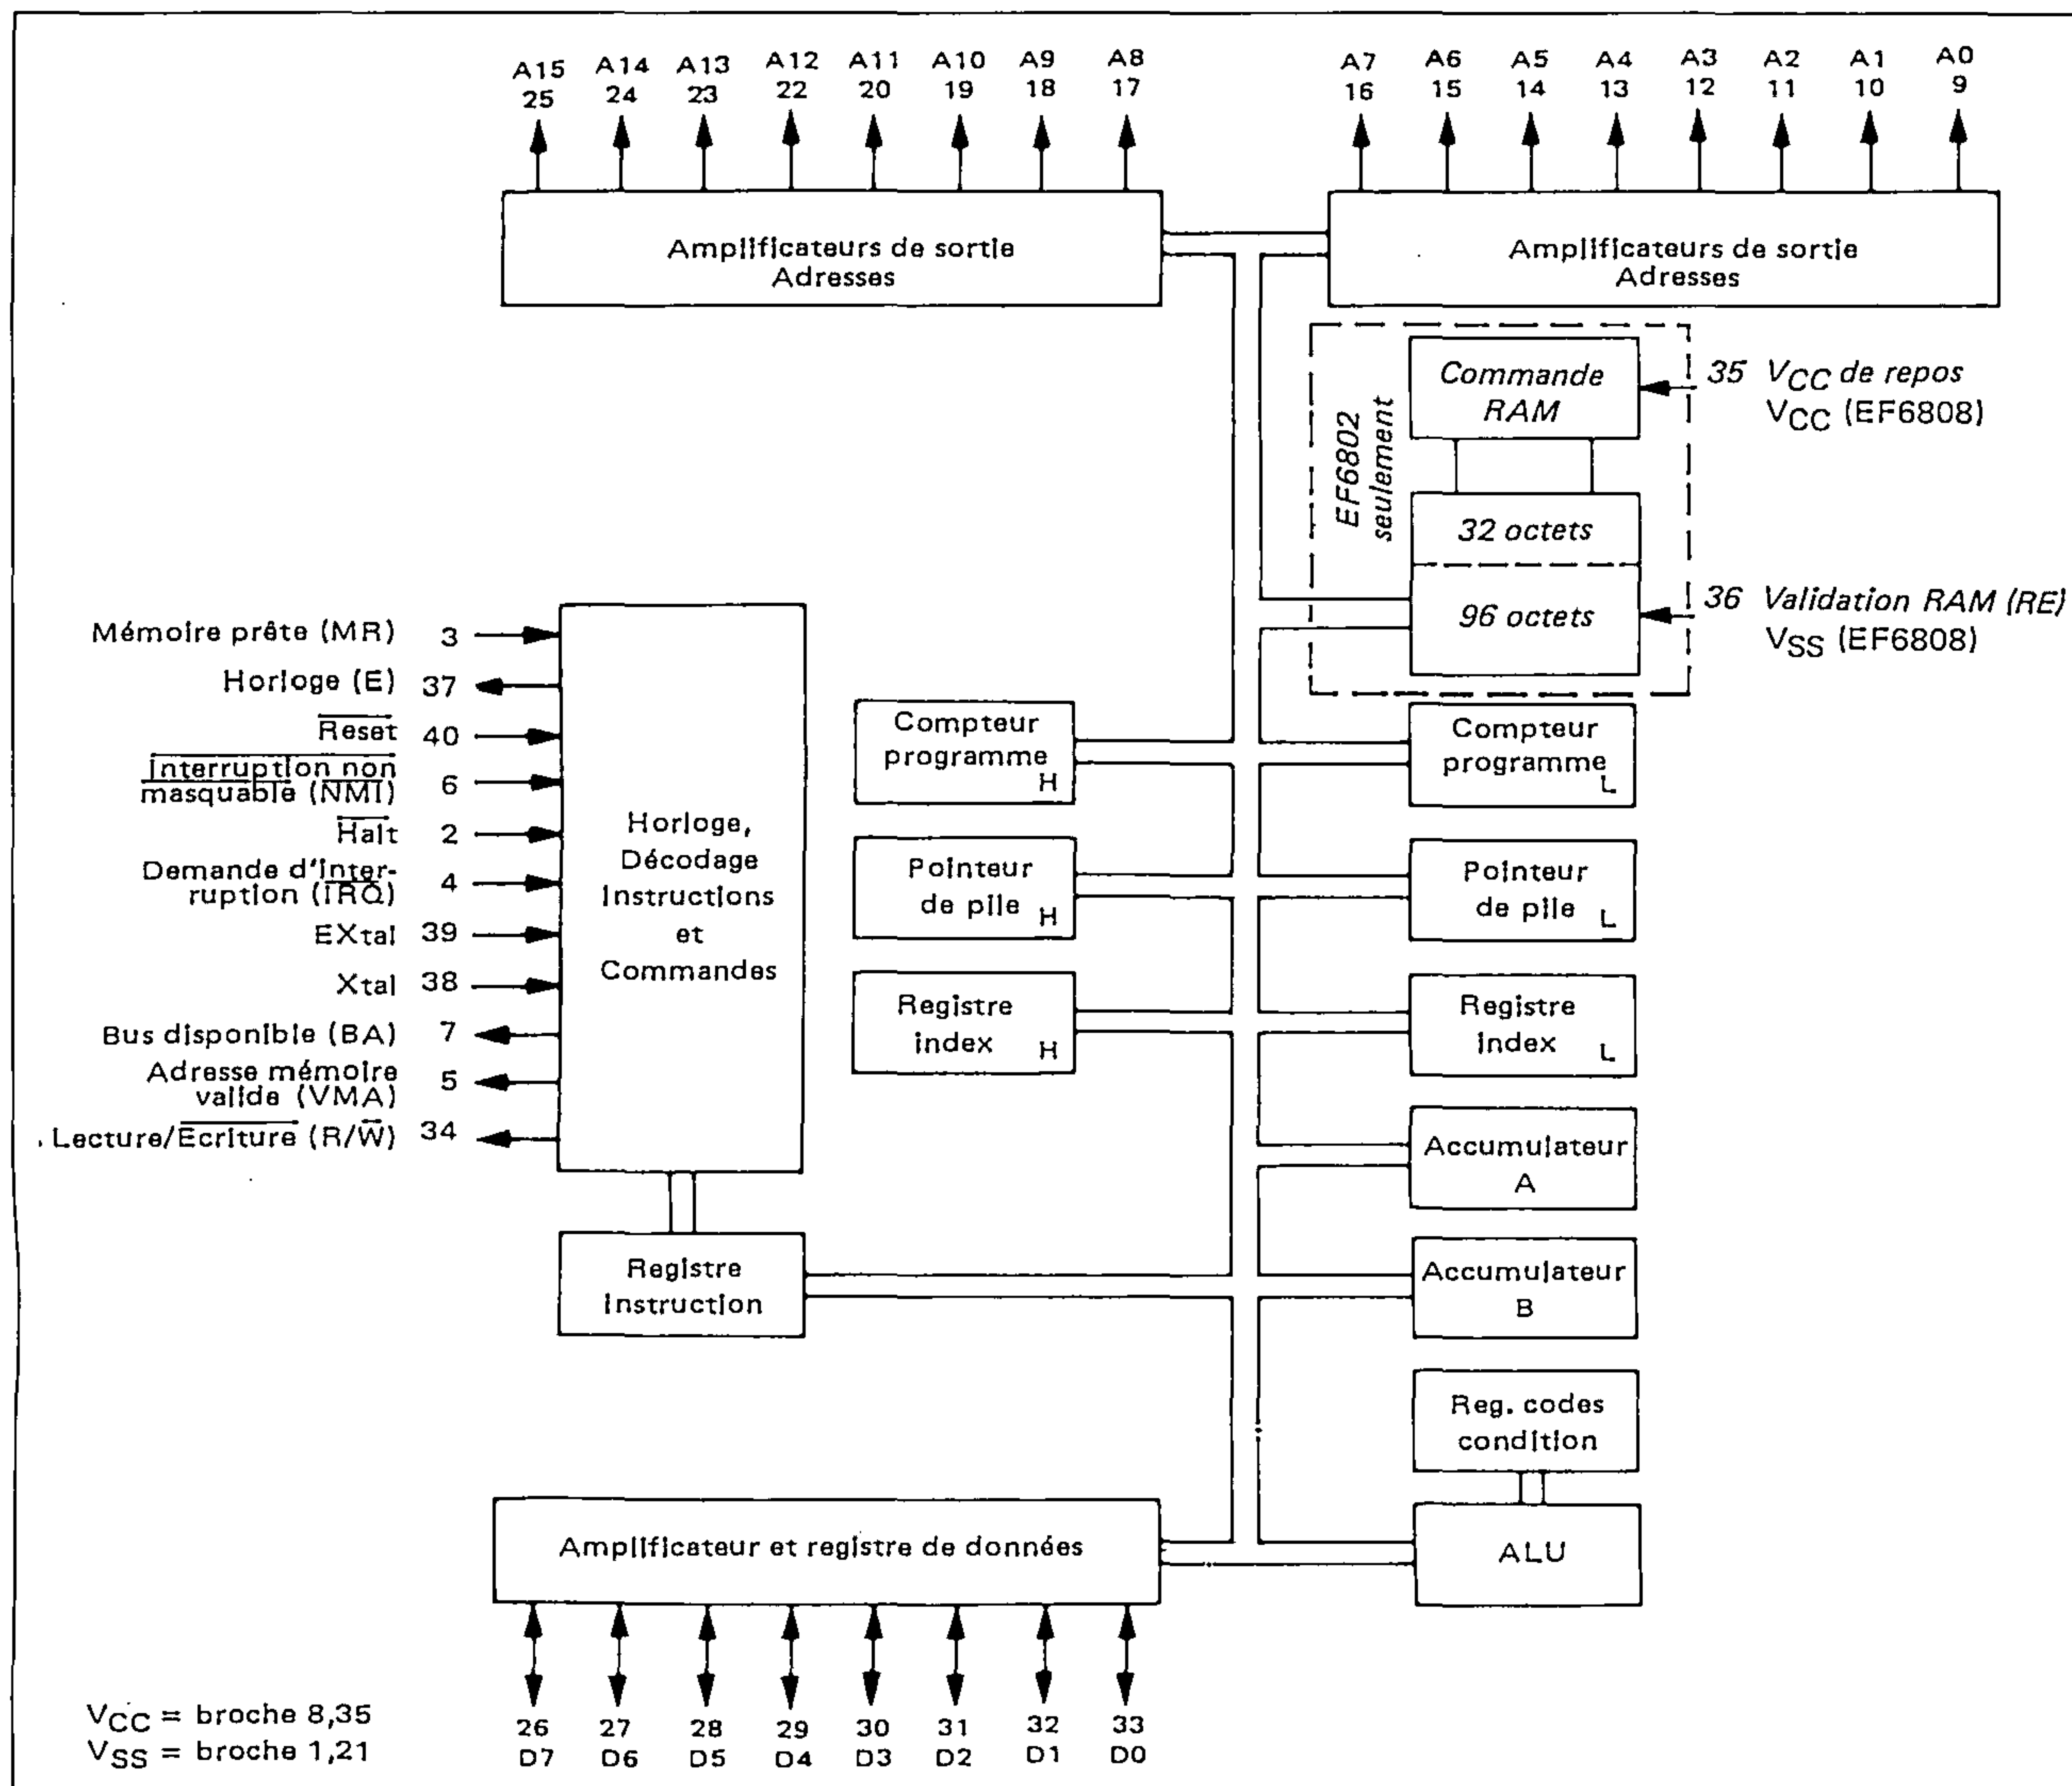 A15 A14 A13 A12 A11 A10 A9 A8 A7 A6 A5 A4 A3 A2 A1 A0
25 24 23 22 20 19 18 17 16 15 14 13 12 11 10 9
Amplificateurs de sortie
Adresses
Amplificateurs de sortie
Adresses
EF6802
seulement
Commande
RAM
35 VCC de repos
VCC (EF6808)
32 octets
96 octets
36 Validation RAM (RE)
VSS (EF6808)
Mémoire prête (MR) 3
Horloge (E) 37
Reset 40
Interruption non
masquable (NMI) 6
Halt 2
Demande d'inter-
ruption (IRQ) 4
EXtal 39
Xtal 38
Bus disponible (BA) 7
Adresse mémoire
valide (VMA) 5
Lecture/Ecriture (R/W) 34
Horloge,
Décodage
Instructions
et
Commandes
Compteur
programme
H
Compteur
programme
L
Pointeur
de pile H
Pointeur
de pile L
Registre
index H
Registre
index L
Accumulateur
A
Registre
Instruction
Accumulateur
B
Reg. codes
condition
Amplificateur et registre de données
ALU
26 27 28 29 30 31 32 33
D7 D6 D5 D4 D3 D2 D1 D0
VCC = broche 8,35
VSS = broche 1,21